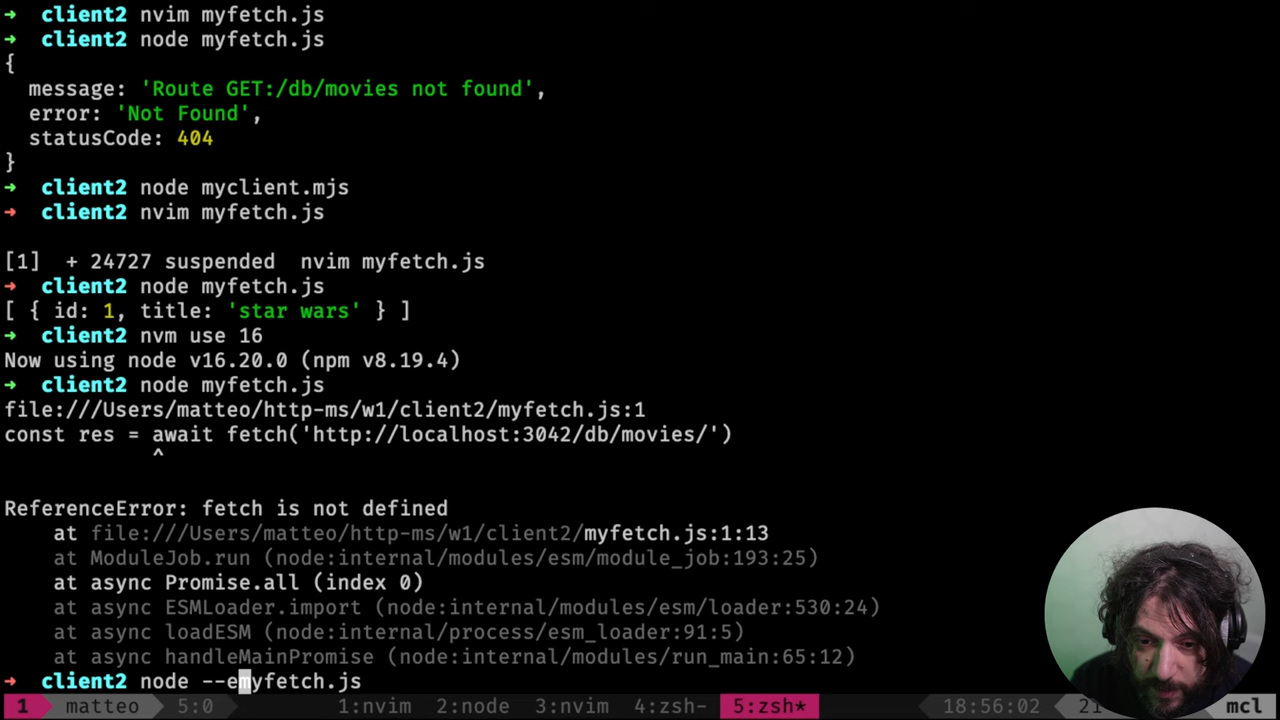 ➜  client2 nvim myfetch.js
➜  client2 node myfetch.js
{
  message: 'Route GET:/db/movies not found',
  error: 'Not Found',
  statusCode: 404
}
➜  client2 node myclient.mjs
➜  client2 nvim myfetch.js
[1]  + 24727 suspended  nvim myfetch.js
➜  client2 node myfetch.js
[ { id: 1, title: 'star wars' } ]
➜  client2 nvm use 16
Now using node v16.20.0 (npm v8.19.4)
➜  client2 node myfetch.js
file:///Users/matteo/http-ms/w1/client2/myfetch.js:1
const res = await fetch('http://localhost:3042/db/movies/')
            ^
ReferenceError: fetch is not defined
    at file:///Users/matteo/http-ms/w1/client2/myfetch.js:1:13
    at ModuleJob.run (node:internal/modules/esm/module_job:193:25)
    at async Promise.all (index 0)
    at async ESMLoader.import (node:internal/modules/esm/loader:530:24)
    at async loadESM (node:internal/process/esm_loader:91:5)
    at async handleMainPromise (node:internal/modules/run_main:65:12)
➜  client2 node --emyfetch.js
1 matteo 5:0 1:nvim 2:node 3:nvim 4:zsh- 5:zsh* 18:56:02 21 mcl